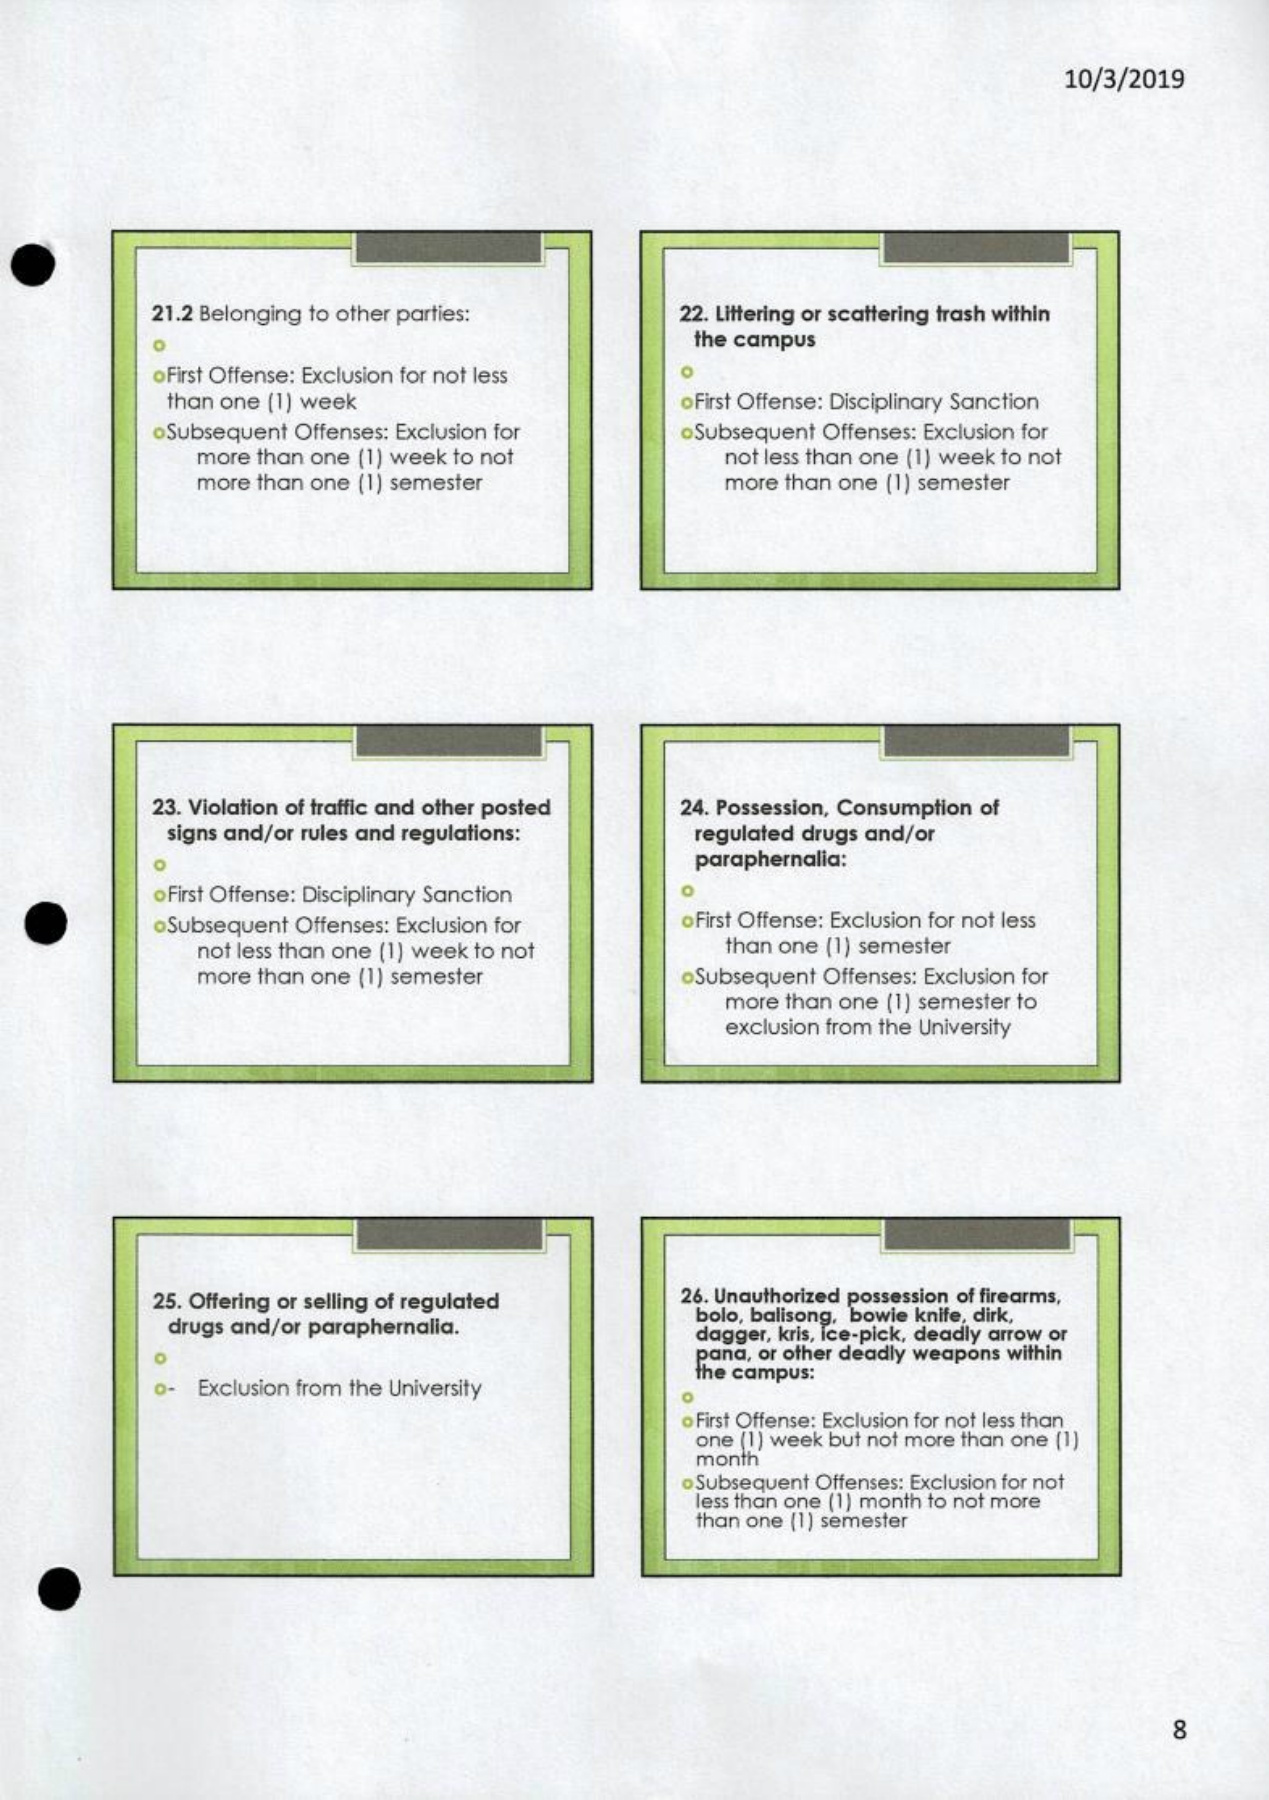 10/3/2019
21.2 Belonging to other parties:
First Offense: Exclusion for not less
than one (1) week
Subsequent Offenses: Exclusion for
more than one (1) week to not
more than one (1) semester
22. Littering or scattering trash within
the campus
First Offense: Disciplinary Sanction
Subsequent Offenses: Exclusion for
not less than one (1) week to not
more than one (1) semester
23. Violation of traffic and other posted
signs and/or rules and regulations:
First Offense: Disciplinary Sanction
Subsequent Offenses: Exclusion for
not less than one (1) week to not
more than one (1) semester
24. Possession, Consumption of
regulated drugs and/or
paraphernalia:
First Offense: Exclusion for not less
than one (1) semester
Subsequent Offenses: Exclusion for
more than one (1) semester to
exclusion from the University
25. Offering or selling of regulated
drugs and/or paraphernalia.
- Exclusion from the University
26. Unauthorized possession of firearms,
bolo, balisong, bowie knife, dirk,
dagger, kris, ice-pick, deadly arrow or
pana, or other deadly weapons within
the campus:
First Offense: Exclusion for not less than
one (1) week but not more than one (1)
month
Subsequent Offenses: Exclusion for not
less than one (1) month to not more
than one (1) semester
8